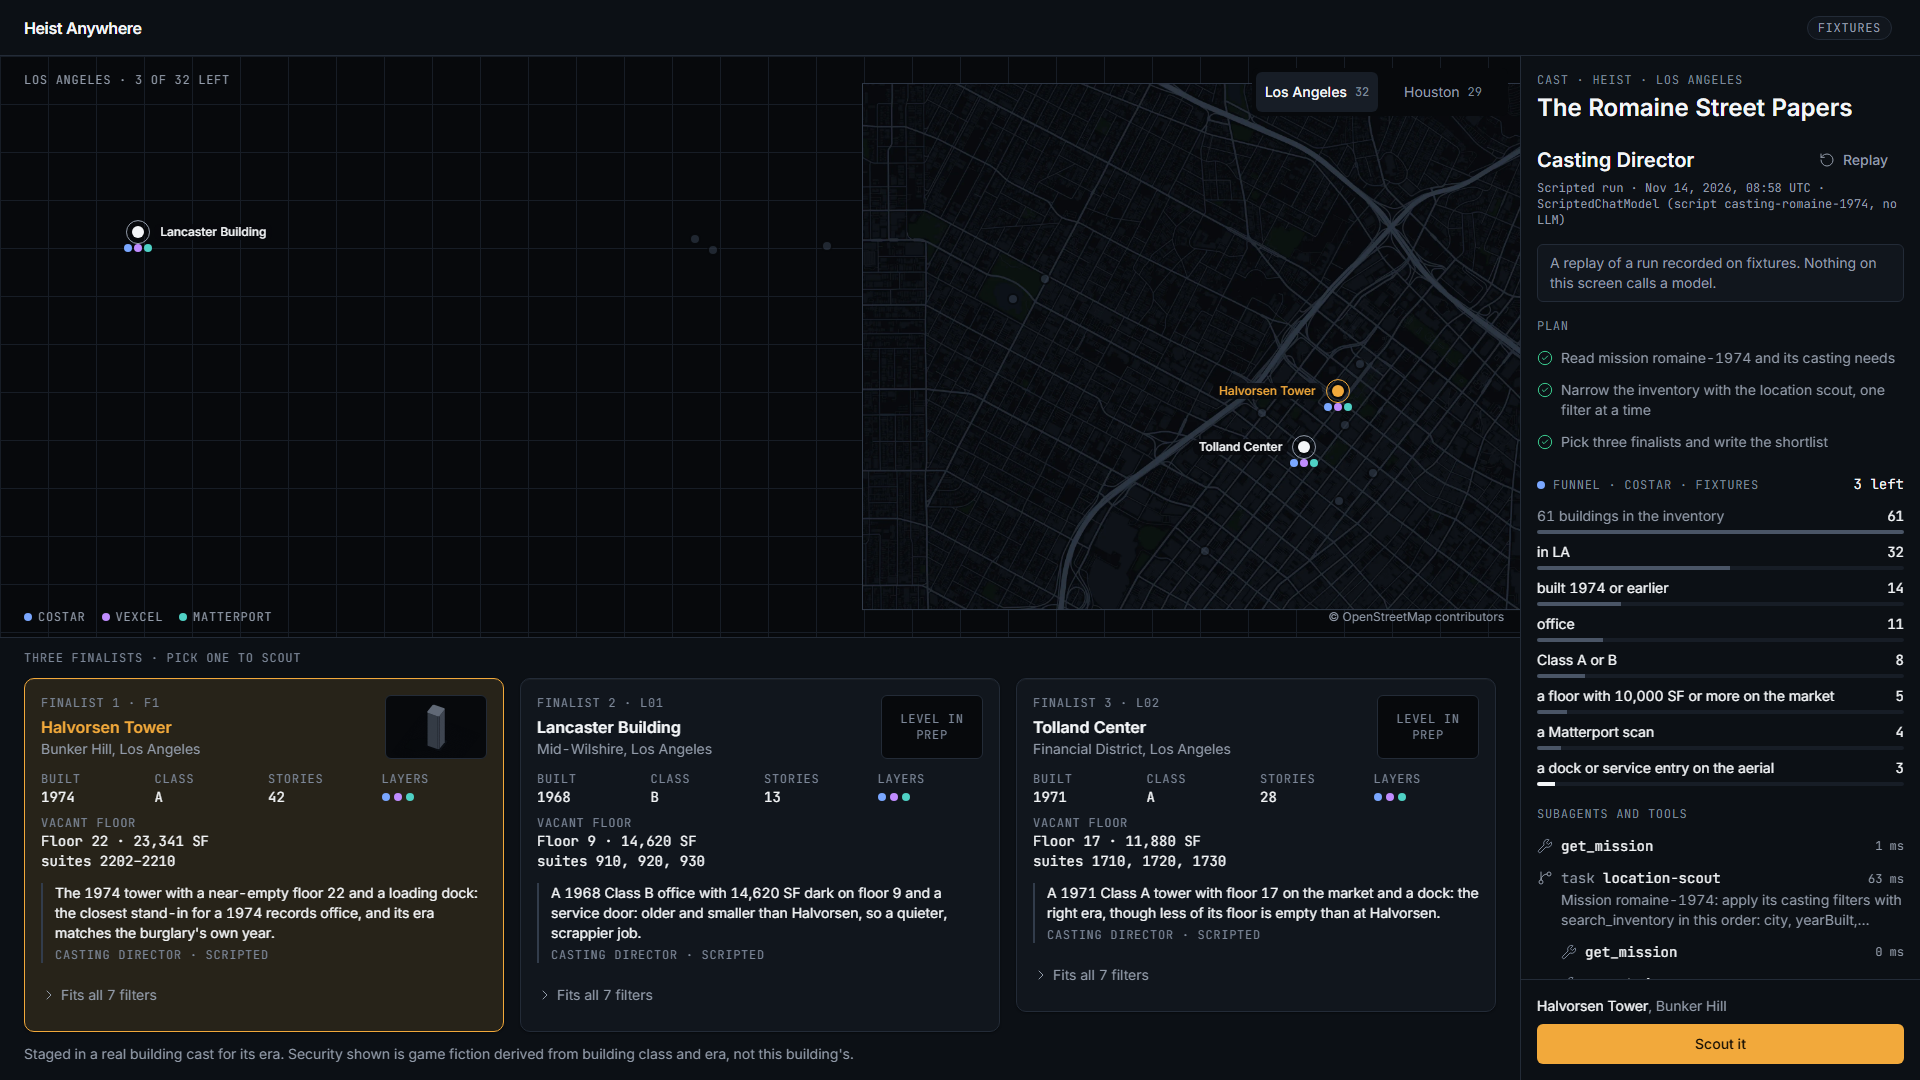 Heist Anywhere
FIXTURES
LOS ANGELES · 3 OF 32 LEFT
Los Angeles 32
Houston 29
Lancaster Building
Halvorsen Tower
Tolland Center
COSTAR
VEXCEL
MATTERPORT
© OpenStreetMap contributors
THREE FINALISTS · PICK ONE TO SCOUT
FINALIST 1 · F1
Halvorsen Tower
Bunker Hill, Los Angeles
BUILT CLASS STORIES LAYERS
1974 A 42
VACANT FLOOR
Floor 22 · 23,341 SF
suites 2202–2210
The 1974 tower with a near-empty floor 22 and a loading dock:
the closest stand-in for a 1974 records office, and its era
matches the burglary's own year.
CASTING DIRECTOR · SCRIPTED
Fits all 7 filters
FINALIST 2 · L01
Lancaster Building
Mid-Wilshire, Los Angeles
LEVEL IN
PREP
BUILT CLASS STORIES LAYERS
1968 B 13
VACANT FLOOR
Floor 9 · 14,620 SF
suites 910, 920, 930
A 1968 Class B office with 14,620 SF dark on floor 9 and a
service door: older and smaller than Halvorsen, so a quieter,
scrappier job.
CASTING DIRECTOR · SCRIPTED
Fits all 7 filters
FINALIST 3 · L02
Tolland Center
Financial District, Los Angeles
LEVEL IN
PREP
BUILT CLASS STORIES LAYERS
1971 A 28
VACANT FLOOR
Floor 17 · 11,880 SF
suites 1710, 1720, 1730
A 1971 Class A tower with floor 17 on the market and a dock: the
right era, though less of its floor is empty than at Halvorsen.
CASTING DIRECTOR · SCRIPTED
Fits all 7 filters
Staged in a real building cast for its era. Security shown is game fiction derived from building class and era, not this building's.
CAST · HEIST · LOS ANGELES
The Romaine Street Papers
Casting Director
Replay
Scripted run · Nov 14, 2026, 08:58 UTC ·
ScriptedChatModel (script casting-romaine-1974, no
LLM)
A replay of a run recorded on fixtures. Nothing on
this screen calls a model.
PLAN
Read mission romaine-1974 and its casting needs
Narrow the inventory with the location scout, one
filter at a time
Pick three finalists and write the shortlist
FUNNEL · COSTAR · FIXTURES 3 left
61 buildings in the inventory 61
in LA 32
built 1974 or earlier 14
office 11
Class A or B 8
a floor with 10,000 SF or more on the market 5
a Matterport scan 4
a dock or service entry on the aerial 3
SUBAGENTS AND TOOLS
get_mission 1 ms
task location-scout 63 ms
Mission romaine-1974: apply its casting filters with
search_inventory in this order: city, yearBuilt,...
get_mission 0 ms
Halvorsen Tower, Bunker Hill
Scout it